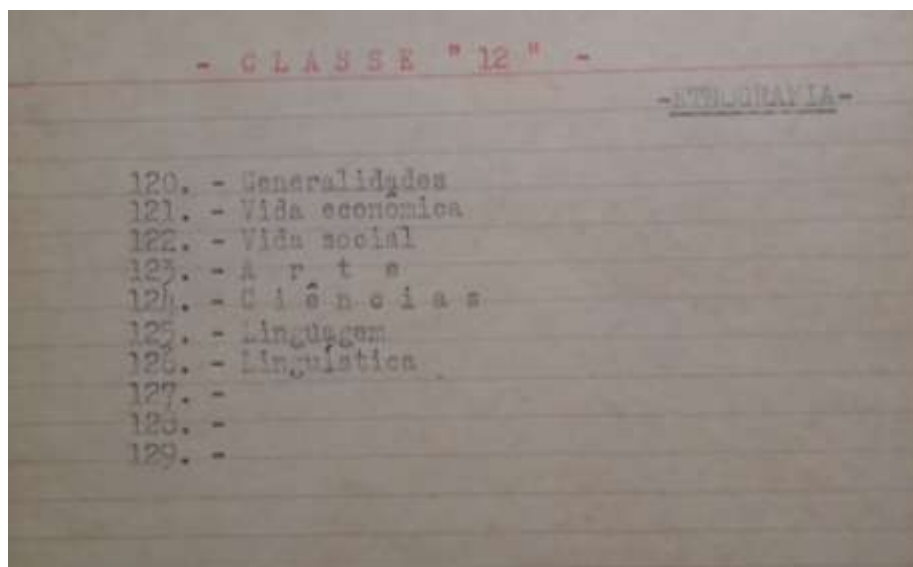 - C L A S S E " 12 " -
-ETNOGRAFIA-
120. - Generalidades
121. - Vida econômica
122. - Vida social
123. - A r t e
124. - C i ê n c i a s
125. - Linguagem
126. - Linguística
127. -
128. -
129. -